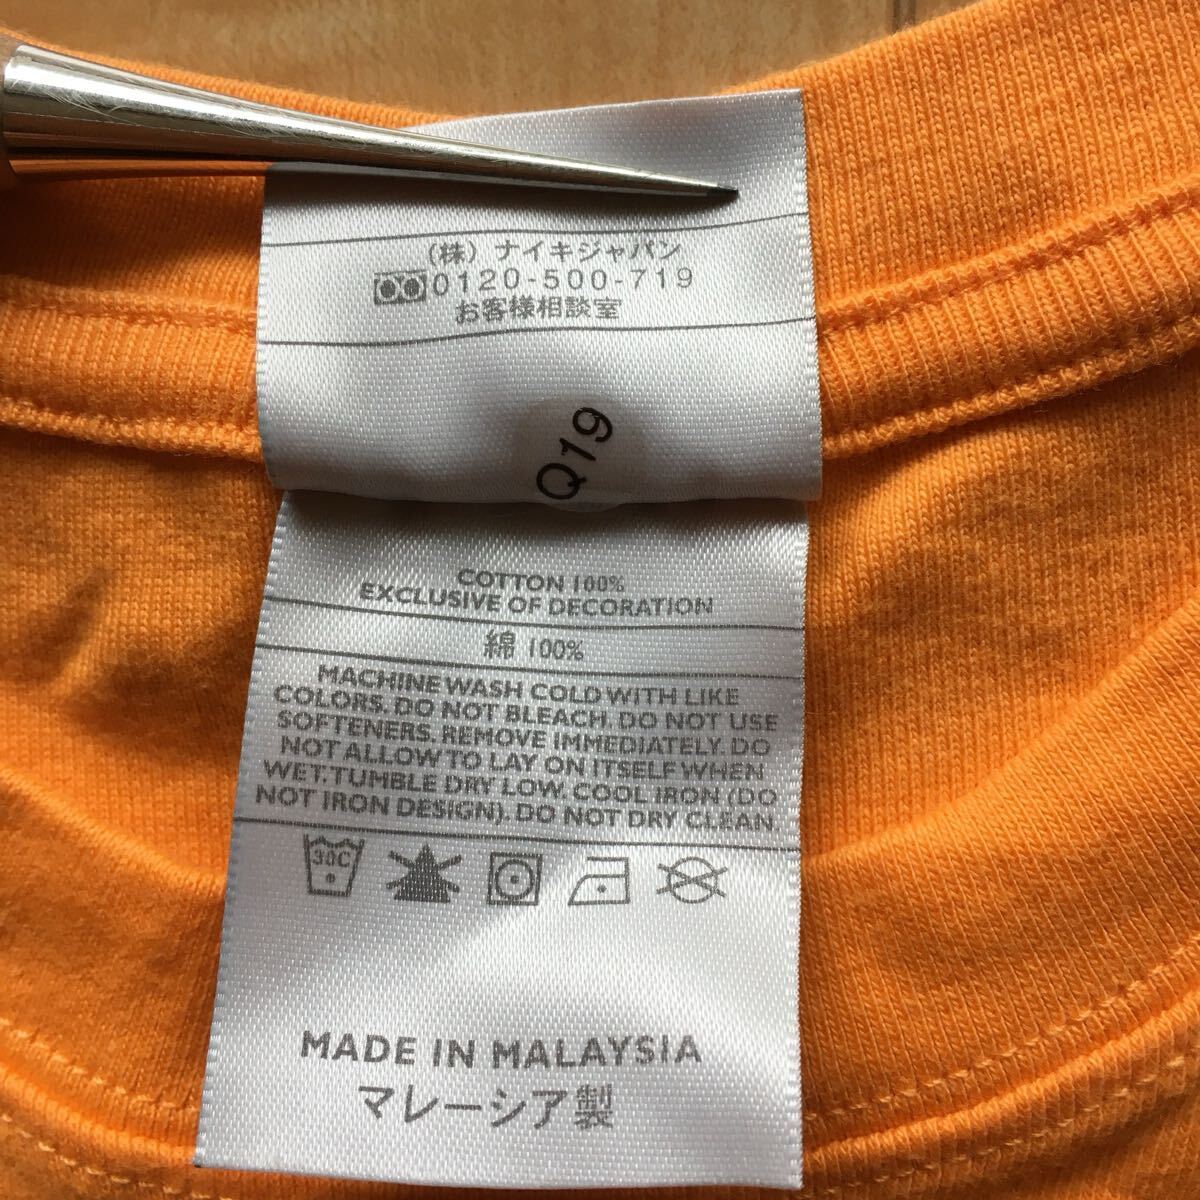 (株) ナイキジャパン
0120-500-719
お客様相談室
Q19
COTTON 100%
EXCLUSIVE OF DECORATION
綿 100%
MACHINE WASH COLD WITH LIKE
COLORS. DO NOT BLEACH. DO NOT USE
SOFTENERS. REMOVE IMMEDIATELY. DO
NOT ALLOW TO LAY ON ITSELF WHEN
WET. TUMBLE DRY LOW. COOL IRON (DO
NOT IRON DESIGN). DO NOT DRY CLEAN.
30C
MADE IN MALAYSIA
マレーシア製